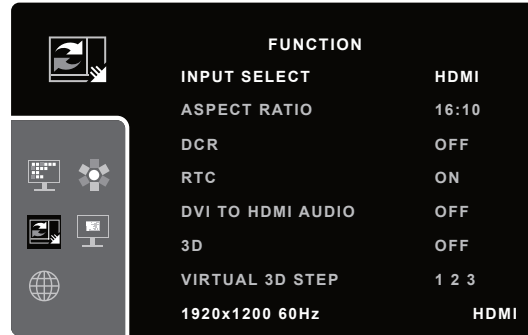 FUNCTION
INPUT SELECT HDMI
ASPECT RATIO 16:10
DCR OFF
RTC ON
DVI TO HDMI AUDIO OFF
3D OFF
VIRTUAL 3D STEP 1 2 3
1920x1200 60Hz HDMI